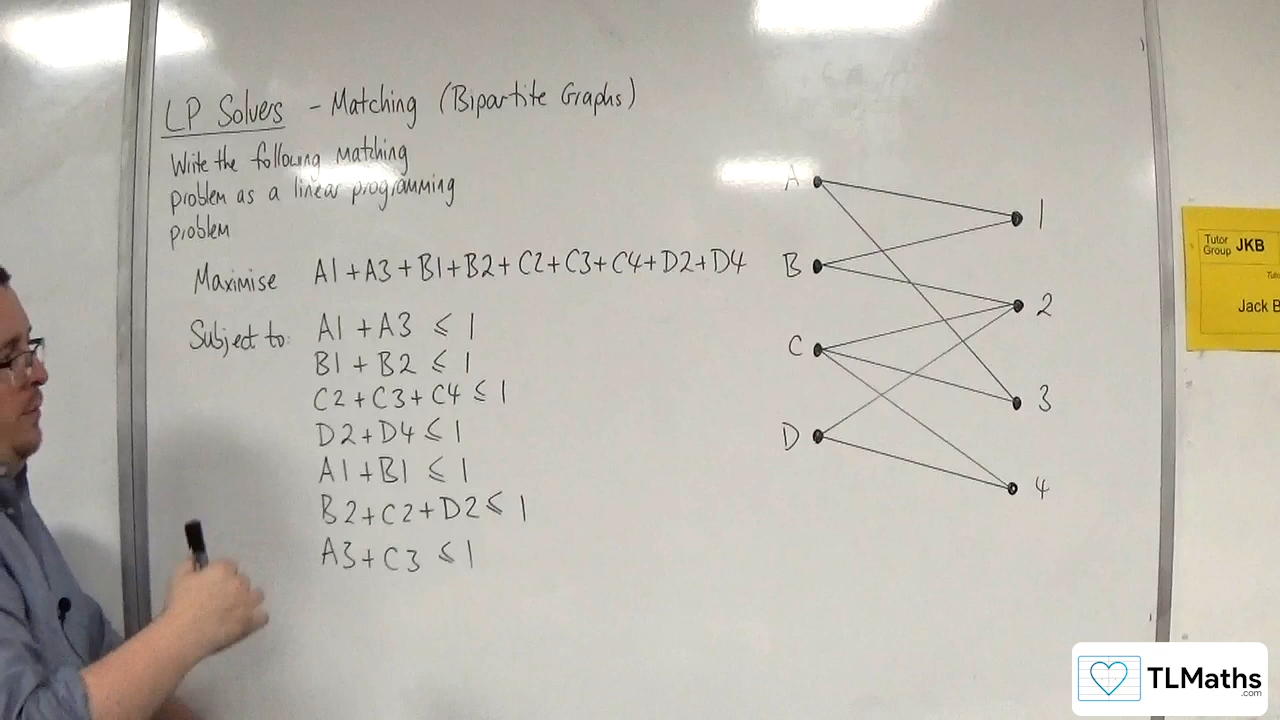 LP Solvers - Matching (Bipartite Graphs)
Write the following matching
problem as a linear programming
problem
Maximise A1 + A3 + B1 + B2 + C2 + C3 + C4 + D2 + D4
Subject to: A1 + A3 ≤ 1
B1 + B2 ≤ 1
C2 + C3 + C4 ≤ 1
D2 + D4 ≤ 1
A1 + B1 ≤ 1
B2 + C2 + D2 ≤ 1
A3 + C3 ≤ 1
A
B
C
D
1
2
3
4
Tutor
Group JKB
Jack B
TLMaths
.com